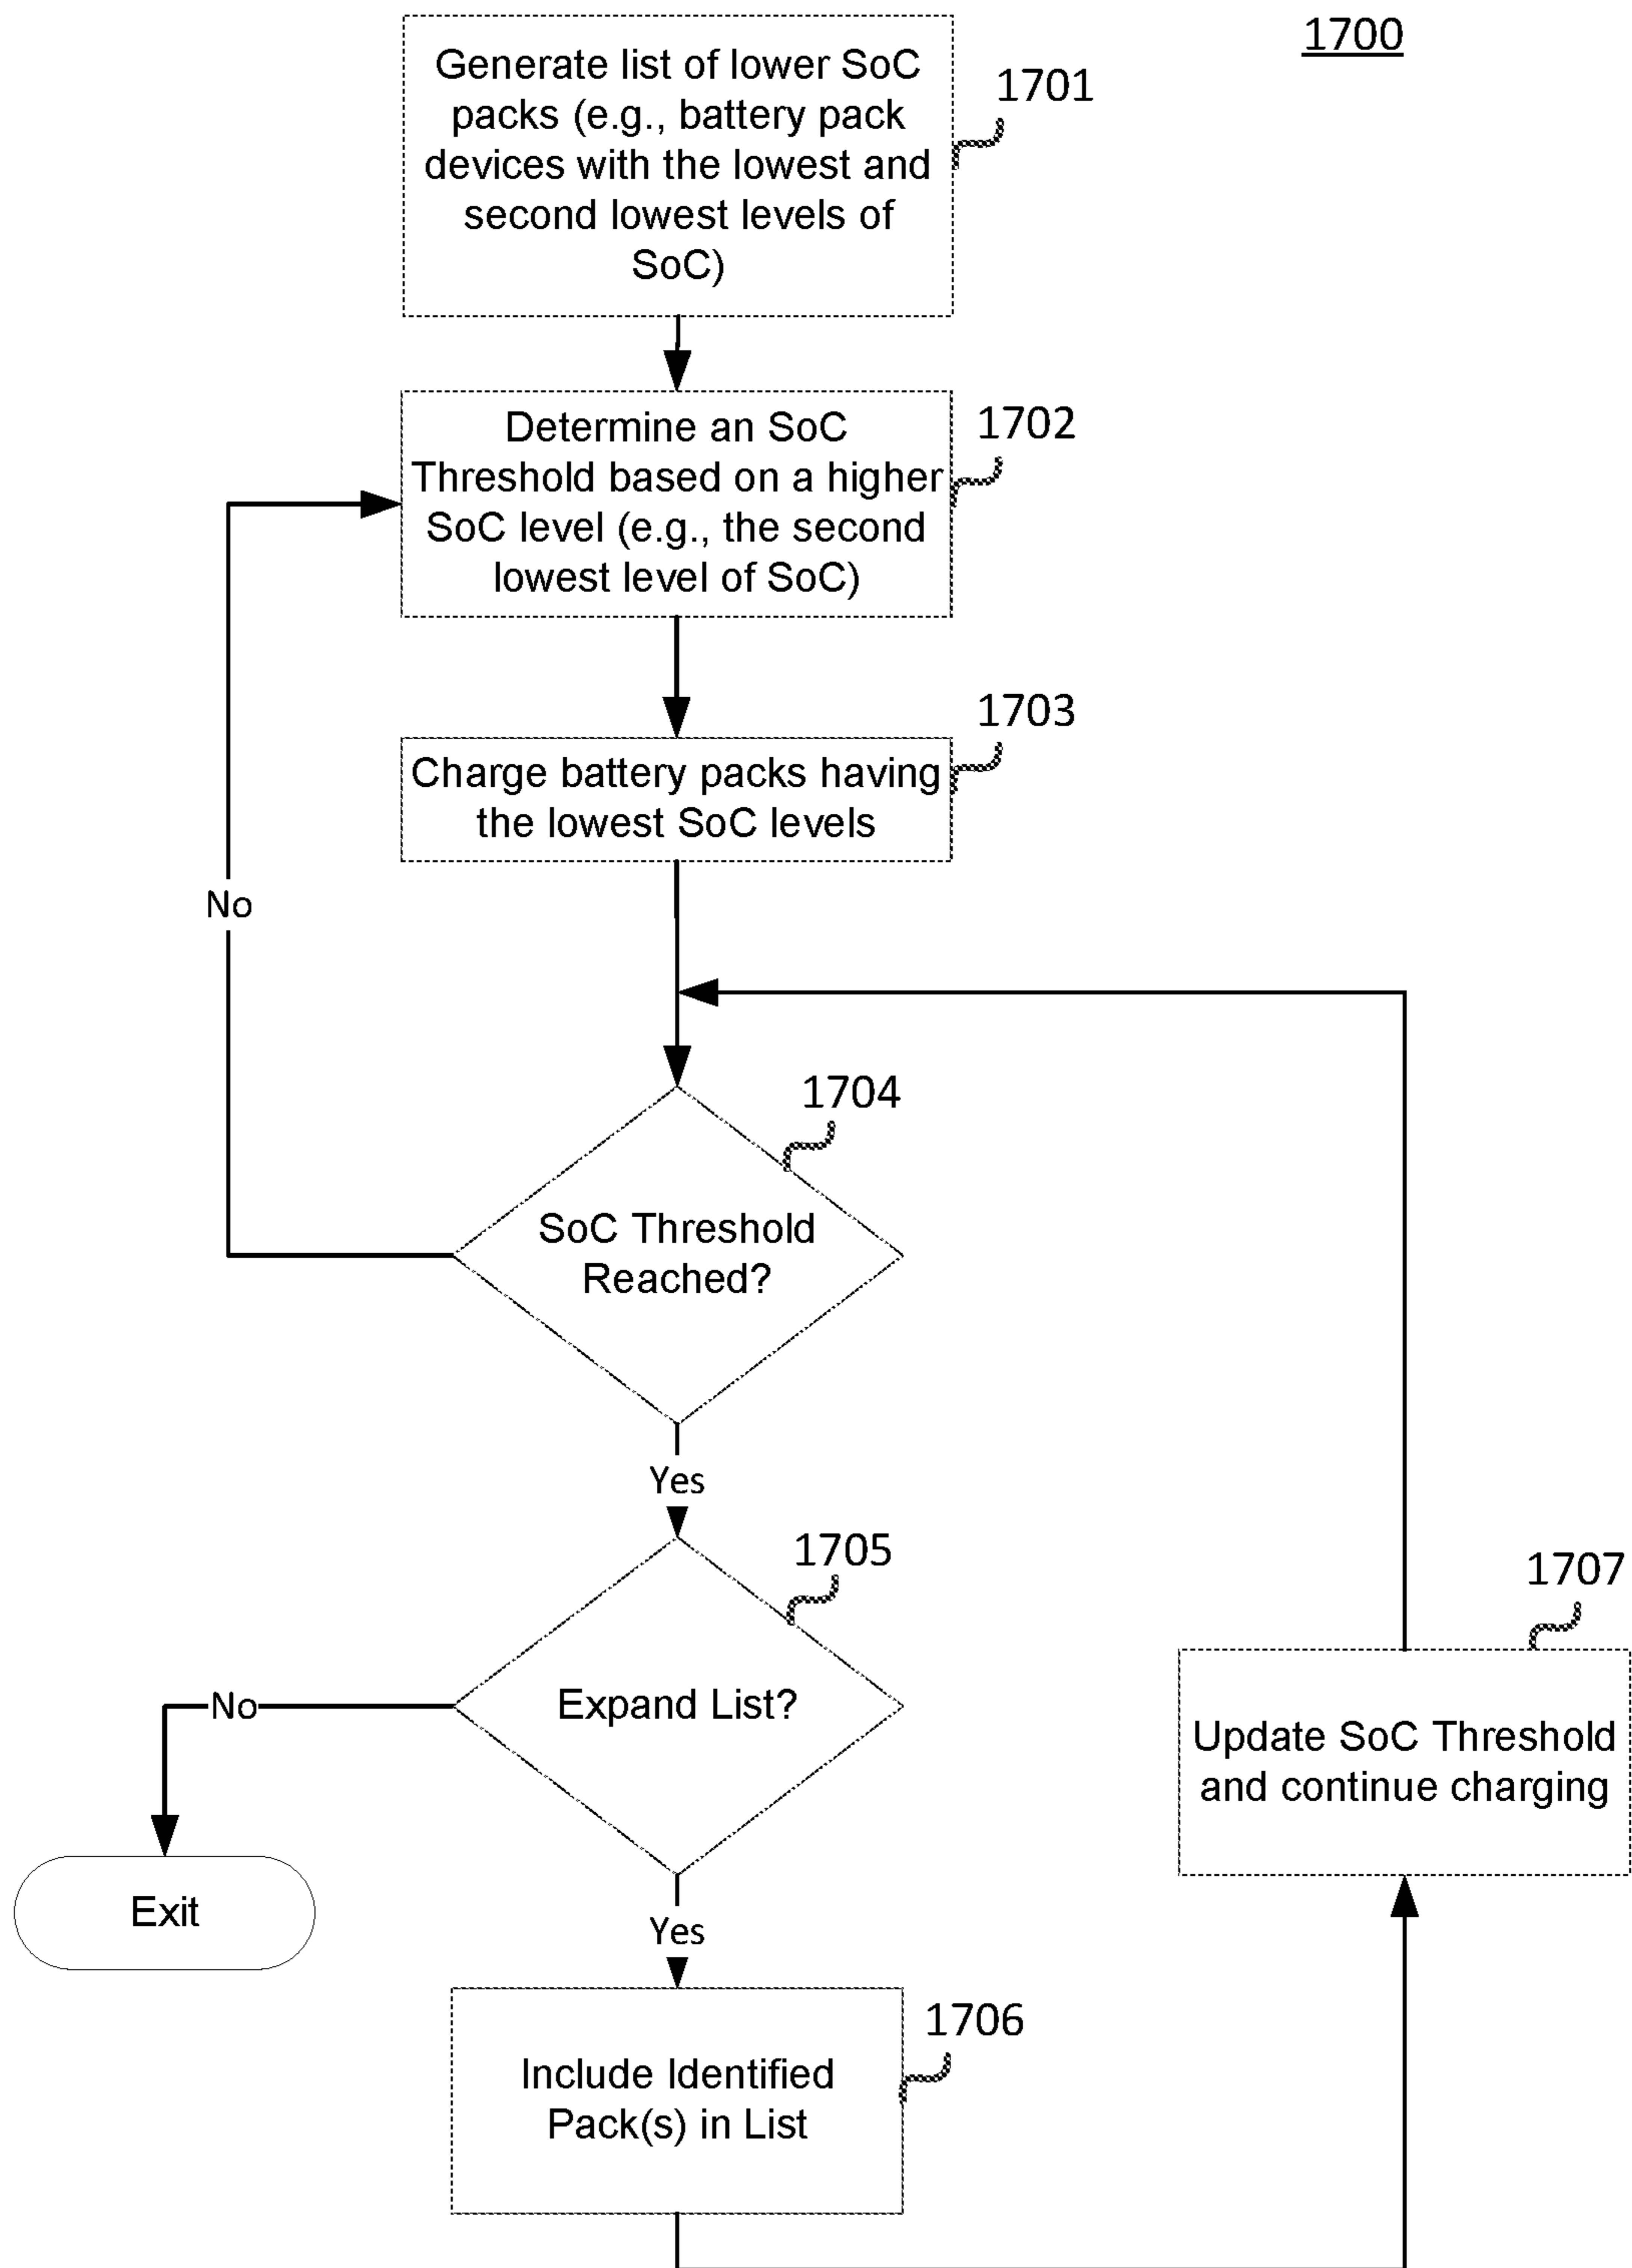 1700
Generate list of lower SoC
packs (e.g., battery pack
devices with the lowest and
second lowest levels of
SoC)
1701
Determine an SoC
Threshold based on a higher
SoC level (e.g., the second
lowest level of SoC)
1702
Charge battery packs having
the lowest SoC levels
1703
No
1704
SoC Threshold
Reached?
Yes
1705
Expand List?
No
Exit
Yes
1706
Include Identified
Pack(s) in List
1707
Update SoC Threshold
and continue charging